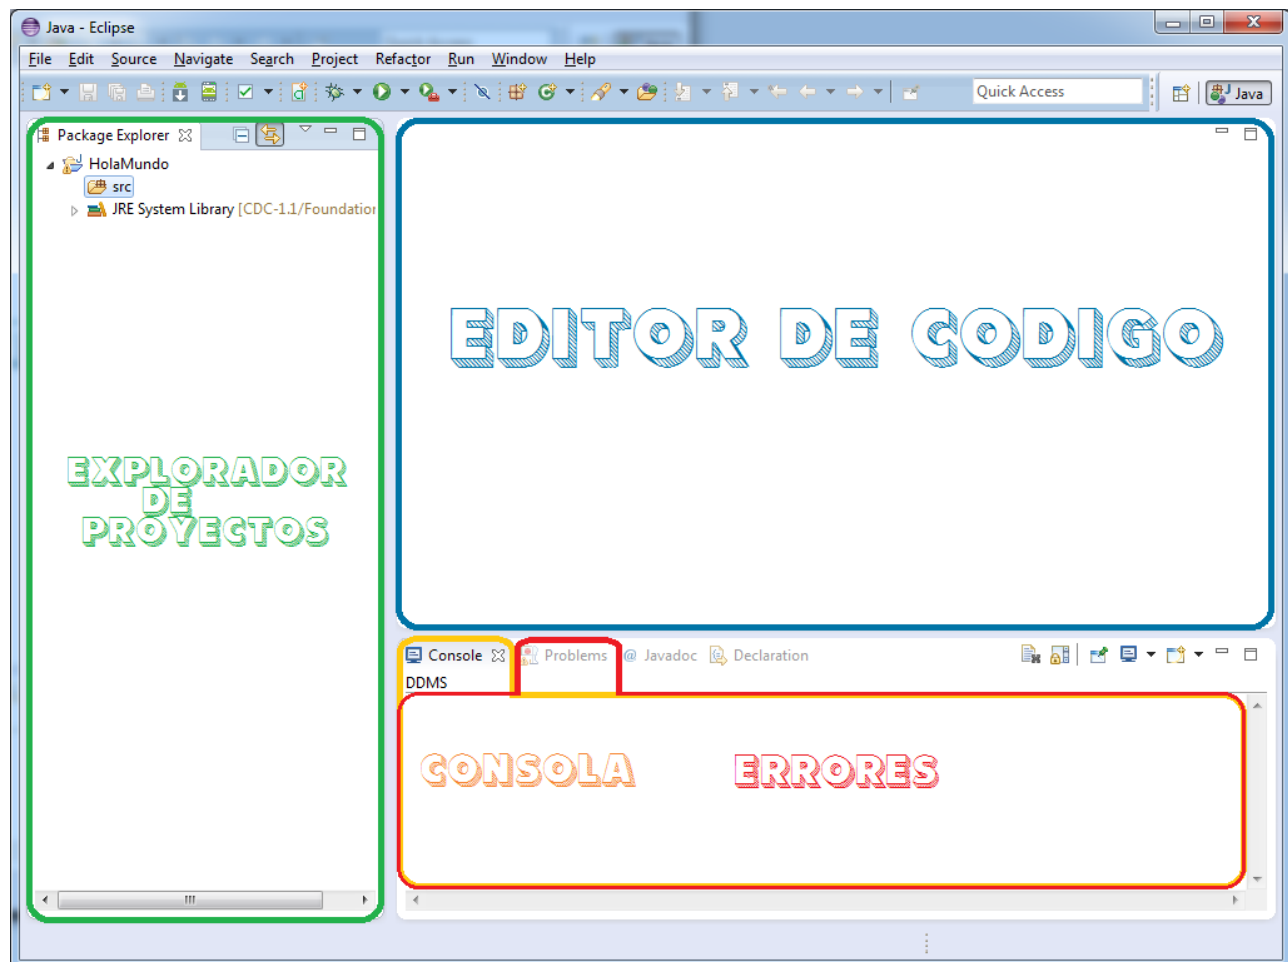 Java - Eclipse
File Edit Source Navigate Search Project Refactor Run Window Help
Quick Access
Java
Package Explorer
HolaMundo
src
JRE System Library [CDC-1.1/Foundation
EDITOR DE CODIGO
EXPLORADOR
DE
PROYECTOS
Console Problems @ Javadoc Declaration
DDMS
CONSOLA ERRORES